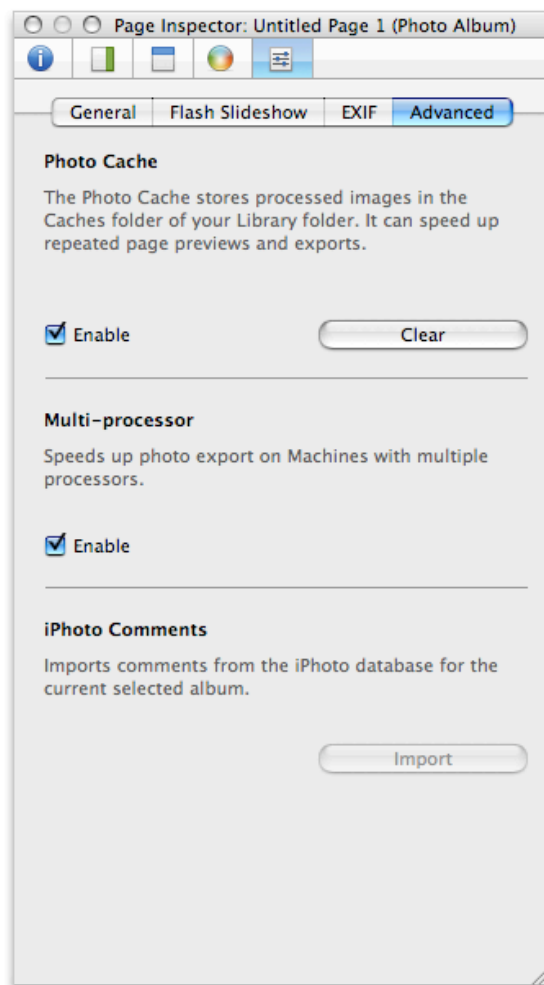 Page Inspector: Untitled Page 1 (Photo Album)
General Flash Slideshow EXIF Advanced
Photo Cache
The Photo Cache stores processed images in the
Caches folder of your Library folder. It can speed up
repeated page previews and exports.
Enable Clear
Multi-processor
Speeds up photo export on Machines with multiple
processors.
Enable
iPhoto Comments
Imports comments from the iPhoto database for the
current selected album.
Import